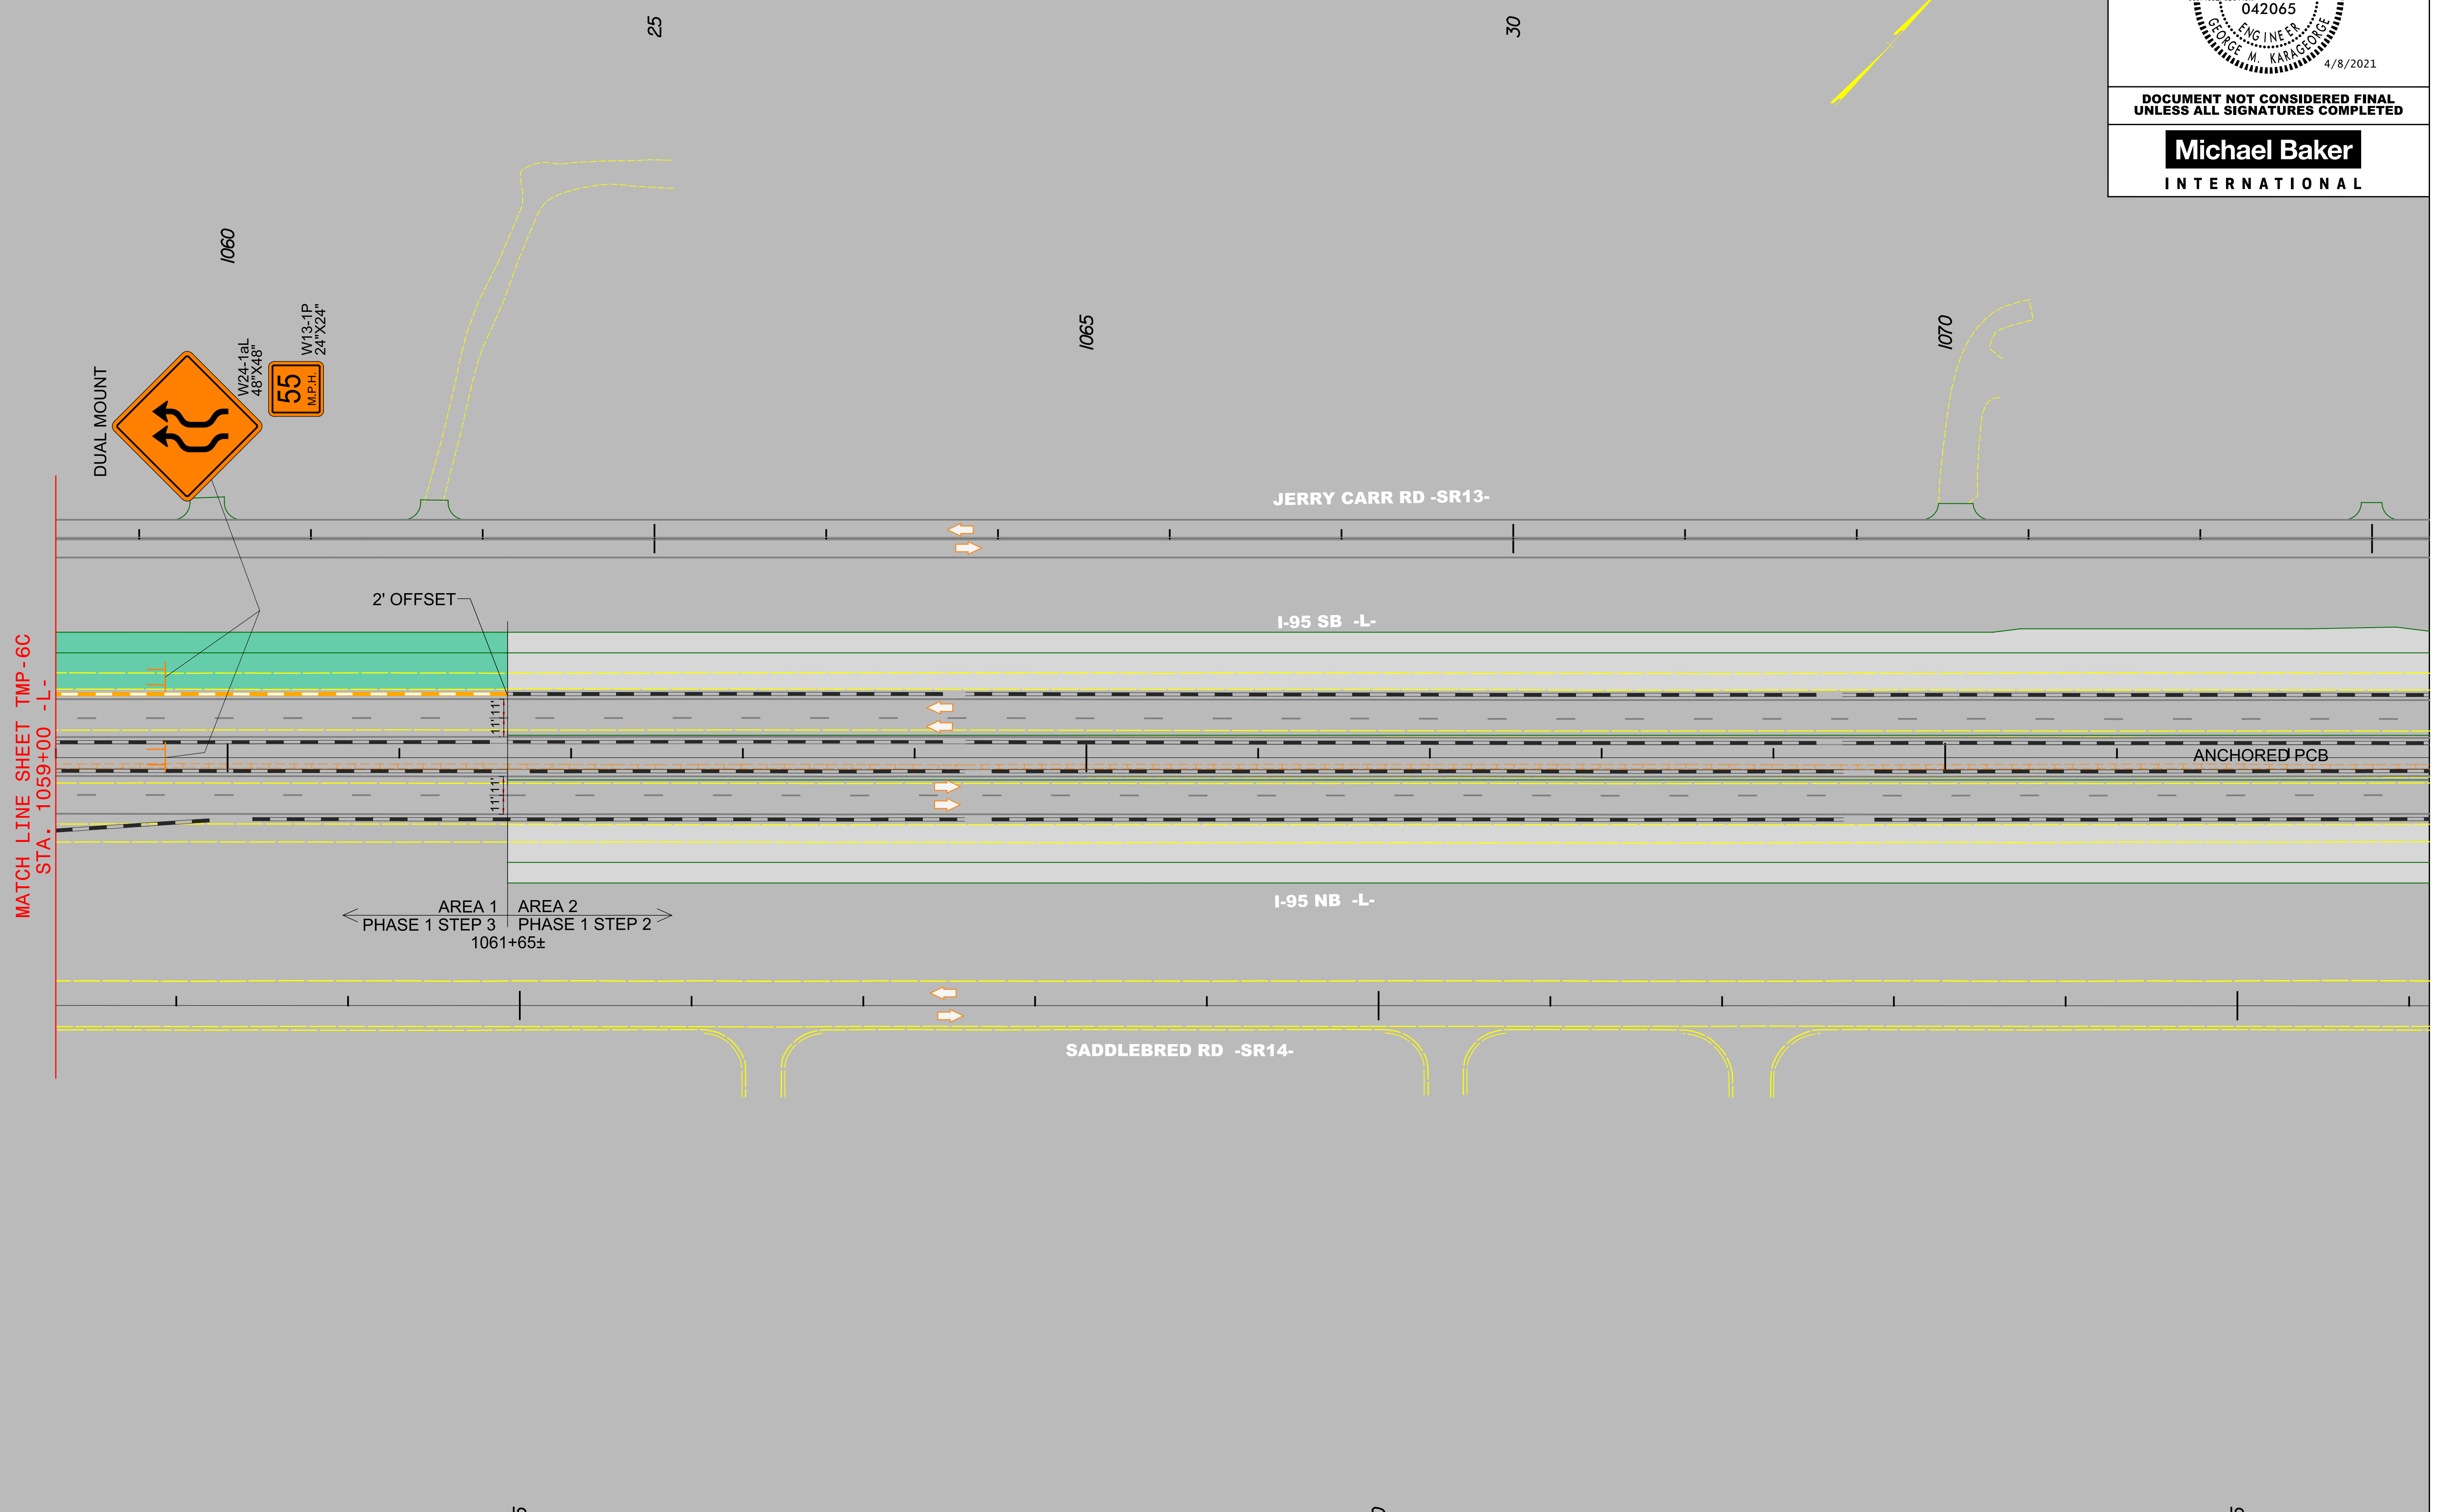 25
30
042065
ENGINEER
GEORGE M. KARAGEORGE
4/8/2021
DOCUMENT NOT CONSIDERED FINAL
UNLESS ALL SIGNATURES COMPLETED
Michael Baker
INTERNATIONAL
1060
1065
1070
DUAL MOUNT
W24-1aL
48"X48"
W13-1P
24"X24"
55
M.P.H.
JERRY CARR RD -SR13-
2' OFFSET
I-95 SB -L-
MATCH LINE SHEET TMP-6C
STA. 1059+00 -L-
11' 11'
11' 11'
ANCHORED PCB
I-95 NB -L-
AREA 1
AREA 2
PHASE 1 STEP 3
PHASE 1 STEP 2
1061+65±
SADDLEBRED RD -SR14-